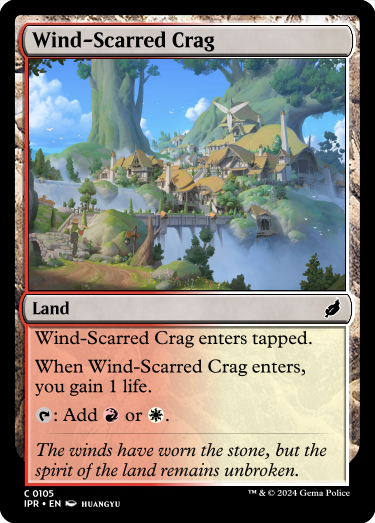 Wind-Scarred Crag
Land
Wind-Scarred Crag enters tapped.
When Wind-Scarred Crag enters,
you gain 1 life.
: Add or .
The winds have worn the stone, but the
spirit of the land remains unbroken.
C 0105
IPR • EN HUANGYU
™ & © 2024 Gema Police